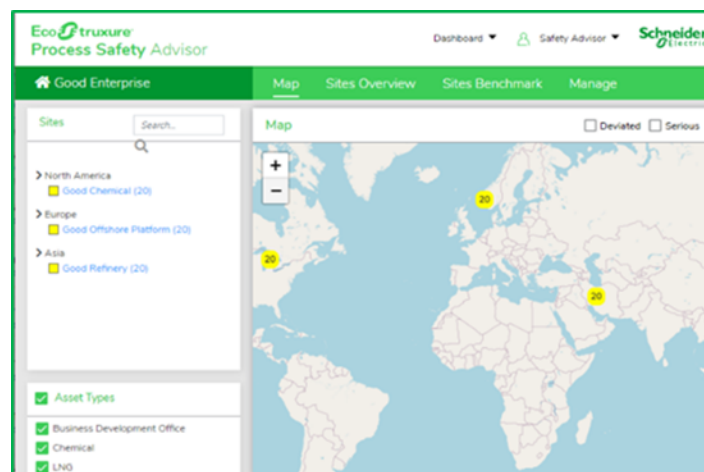 EcoStruxure
Process Safety Advisor
Dashboard
Safety Advisor
Schneider
Electric
Good Enterprise
Map
Sites Overview
Sites Benchmark
Manage
Sites
Search...
North America
Good Chemical (20)
Europe
Good Offshore Platform (20)
Asia
Good Refinery (20)
Map
Deviated
Serious
+
−
20
20
20
Asset Types
Business Development Office
Chemical
LNG